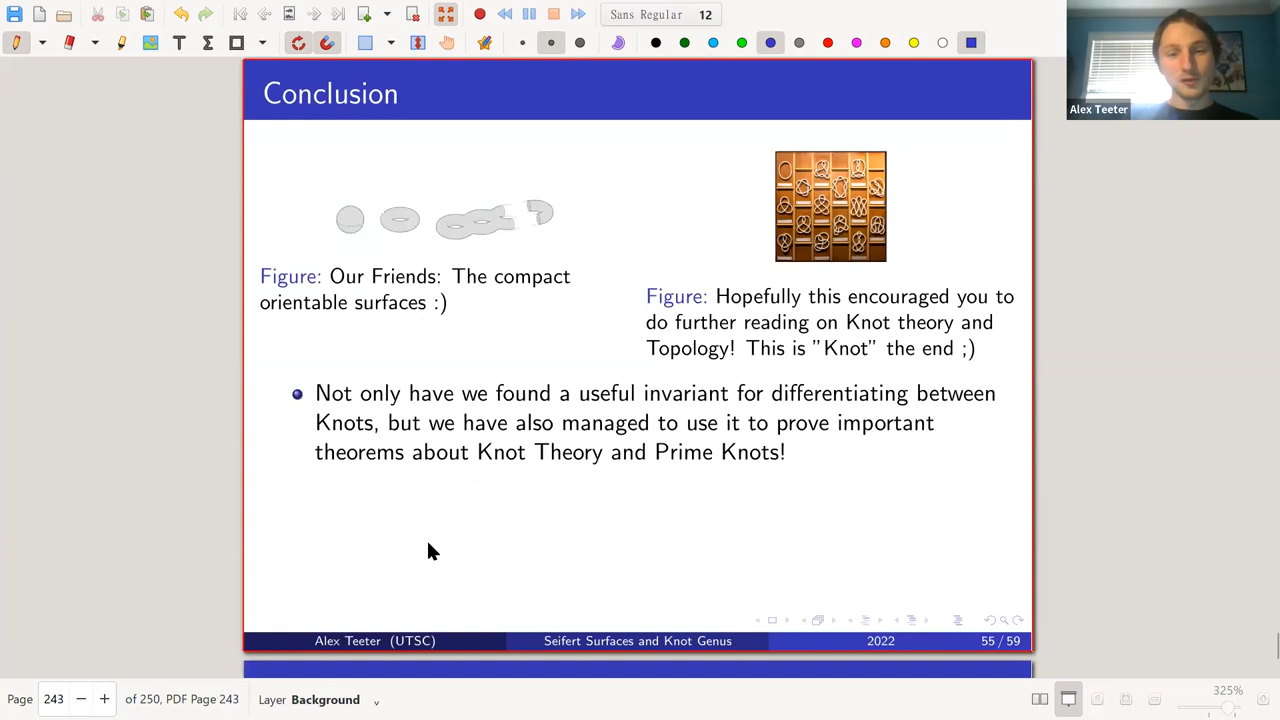 Sans Regular 12
Alex Teeter
Conclusion
Figure: Our Friends: The compact
orientable surfaces :)
Figure: Hopefully this encouraged you to
do further reading on Knot theory and
Topology! This is "Knot" the end ;)
Not only have we found a useful invariant for differentiating between
Knots, but we have also managed to use it to prove important
theorems about Knot Theory and Prime Knots!
Alex Teeter (UTSC) Seifert Surfaces and Knot Genus 2022 55 / 59
Page 243 of 250, PDF Page 243 Layer Background 325%